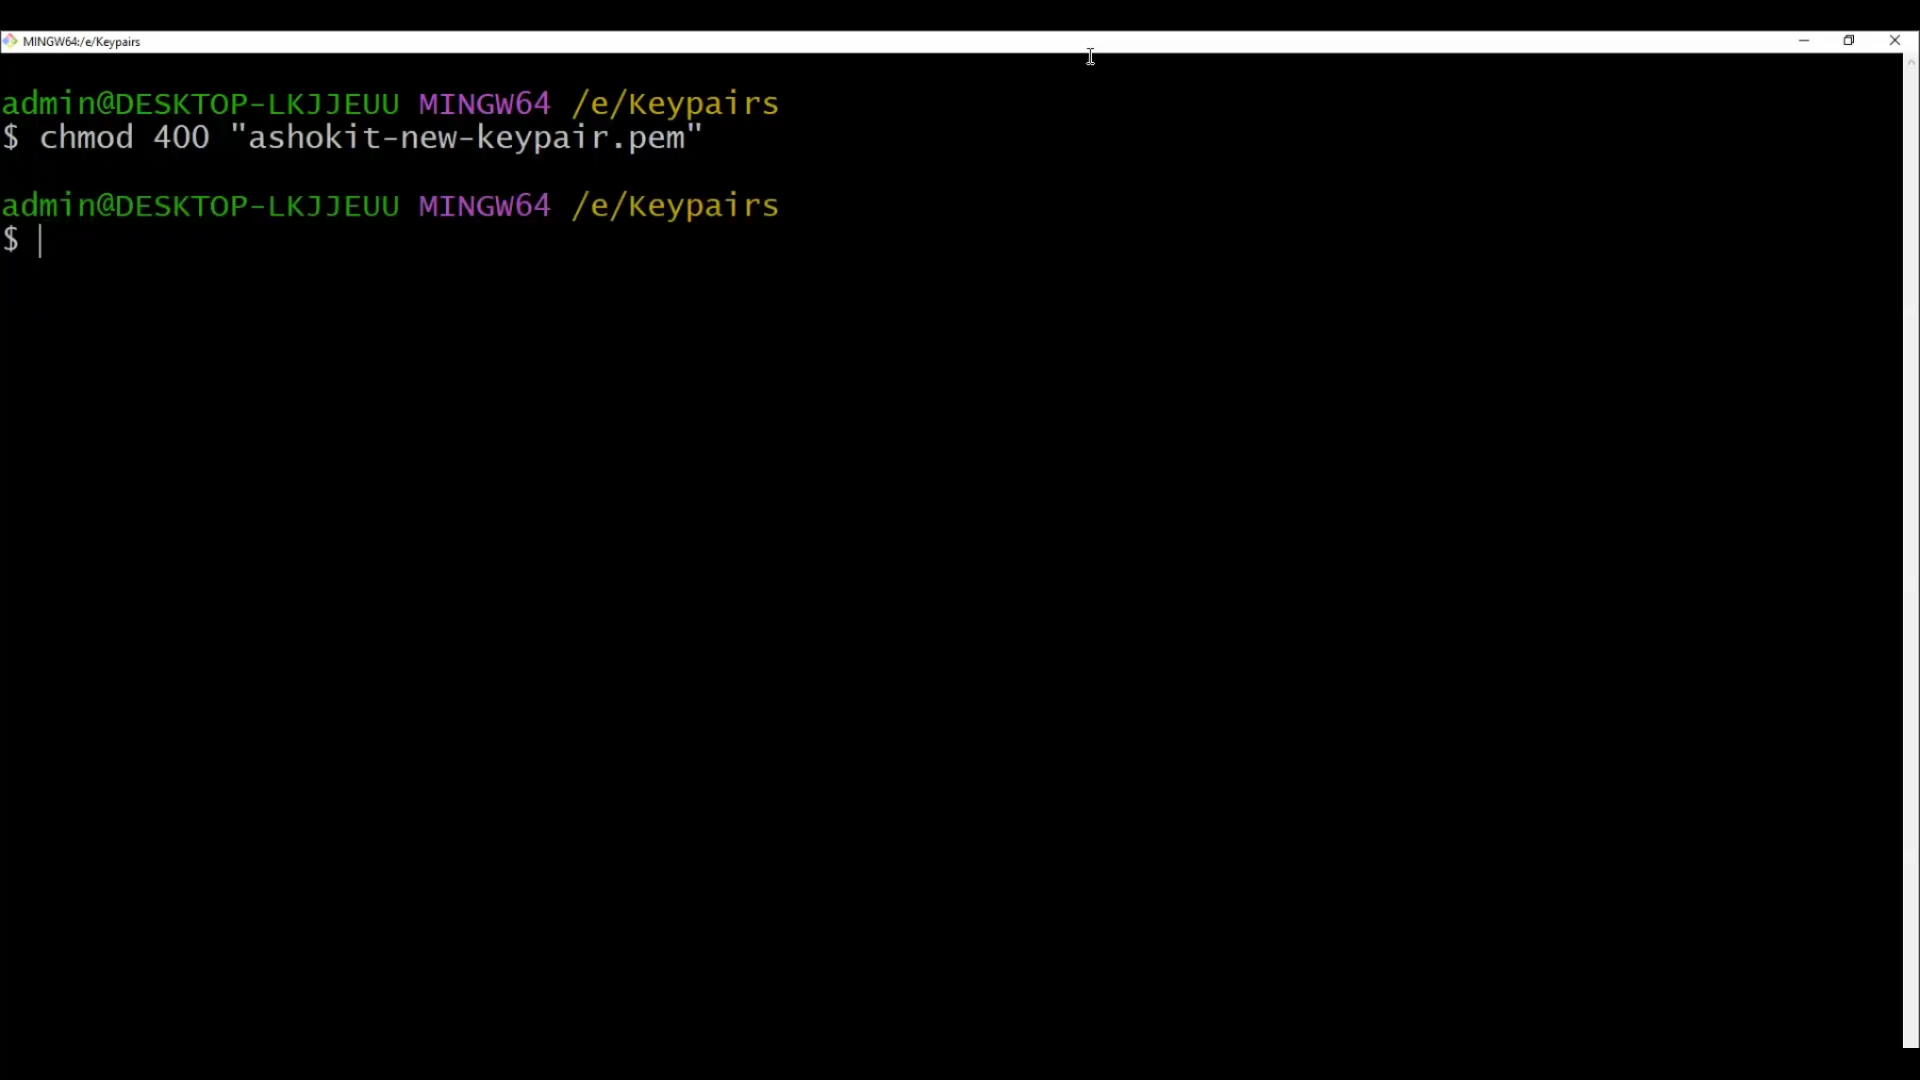 MINGW64:/e/Keypairs
admin@DESKTOP-LKJJEUU MINGW64 /e/Keypairs
$ chmod 400 "ashokit-new-keypair.pem"
admin@DESKTOP-LKJJEUU MINGW64 /e/Keypairs
$